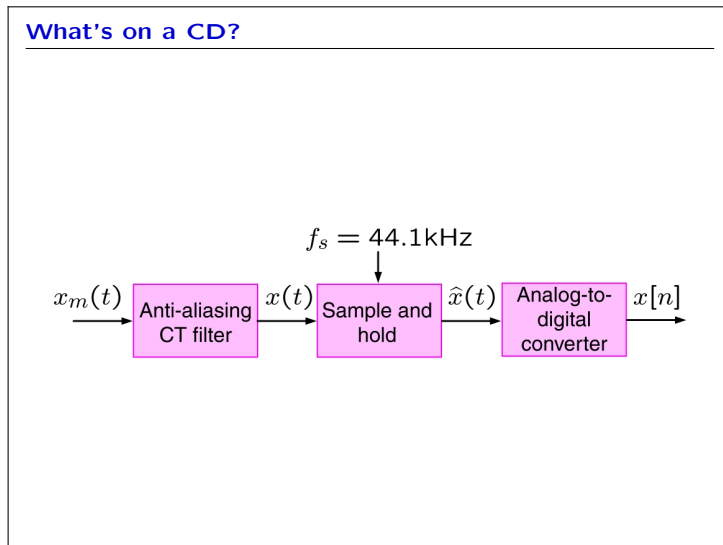 What's on a CD?
f_s = 44.1kHz
x_m(t)
Anti-aliasing
CT filter
x(t)
Sample and
hold
x̂(t)
Analog-to-
digital
converter
x[n]